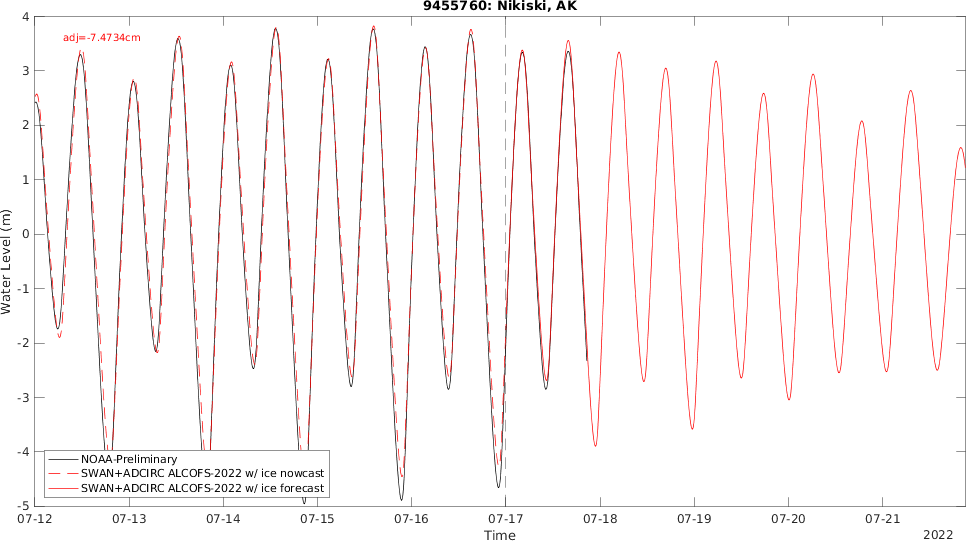 9455760: Nikiski, AK
adj=-7.4734cm
4
3
2
1
0
-1
-2
-3
-4
-5
Water Level (m)
NOAA-Preliminary
SWAN+ADCIRC ALCOFS-2022 w/ ice nowcast
SWAN+ADCIRC ALCOFS-2022 w/ ice forecast
07-12 07-13 07-14 07-15 07-16 07-17 07-18 07-19 07-20 07-21
Time
2022